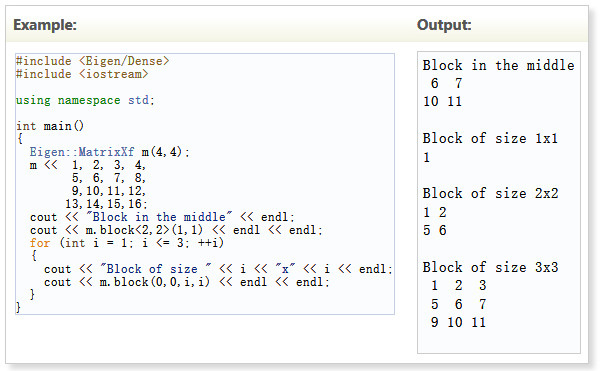 Example:
#include <Eigen/Dense>
#include <iostream>
using namespace std;
int main()
{
  Eigen::MatrixXf m(4,4);
  m <<  1, 2, 3, 4,
        5, 6, 7, 8,
        9,10,11,12,
       13,14,15,16;
  cout << "Block in the middle" << endl;
  cout << m.block<2,2>(1,1) << endl << endl;
  for (int i = 1; i <= 3; ++i)
  {
    cout << "Block of size " << i << "x" << i << endl;
    cout << m.block(0,0,i,i) << endl << endl;
  }
}
Output:
Block in the middle
 6  7
10 11
Block of size 1x1
1
Block of size 2x2
1 2
5 6
Block of size 3x3
 1  2  3
 5  6  7
 9 10 11